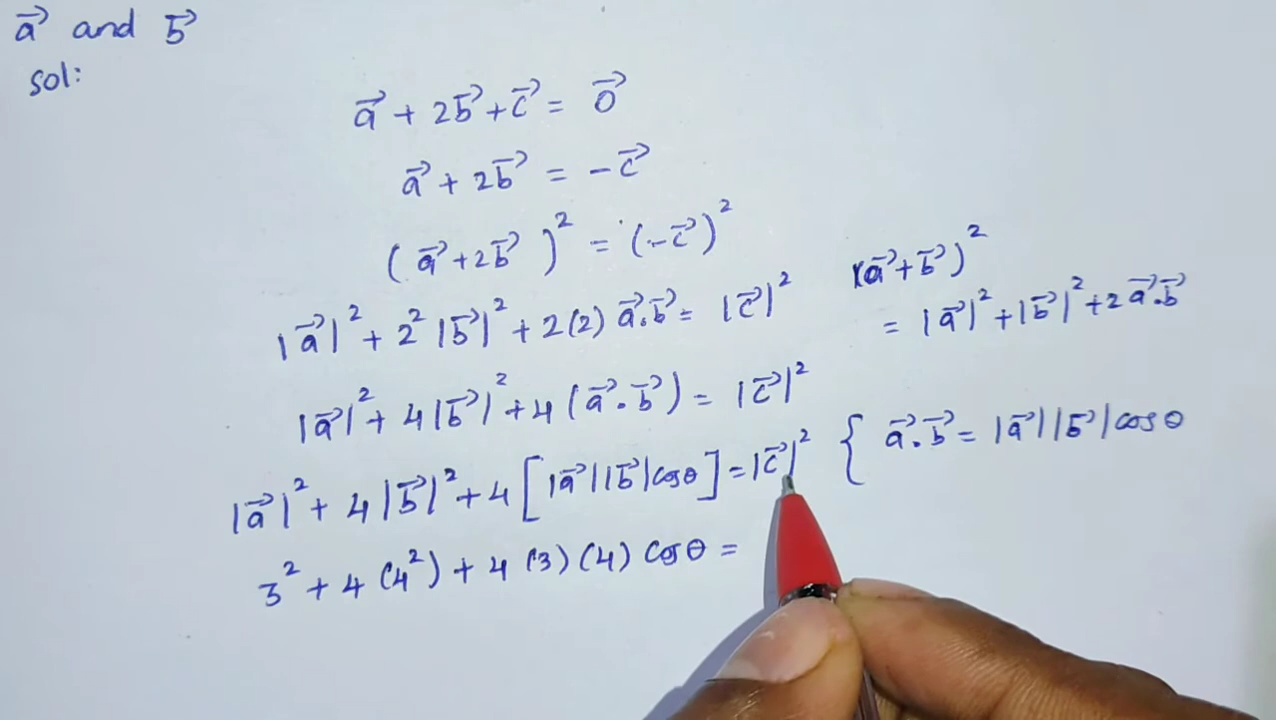 a⃗ and b⃗
sol:
a⃗ + 2b⃗ + c⃗ = 0⃗
a⃗ + 2b⃗ = -c⃗
(a⃗ + 2b⃗)² = (-c⃗)²
|a⃗|² + 2²|b⃗|² + 2(2) a⃗.b⃗ = |c⃗|²
(a⃗+b⃗)²
= |a⃗|² + |b⃗|² + 2 a⃗.b⃗
|a⃗|² + 4|b⃗|² + 4(a⃗.b⃗) = |c⃗|²
|a⃗|² + 4|b⃗|² + 4[|a⃗||b⃗|cosθ] = |c⃗|²
{ a⃗.b⃗ = |a⃗||b⃗|cosθ
3² + 4(4²) + 4(3)(4) cosθ =